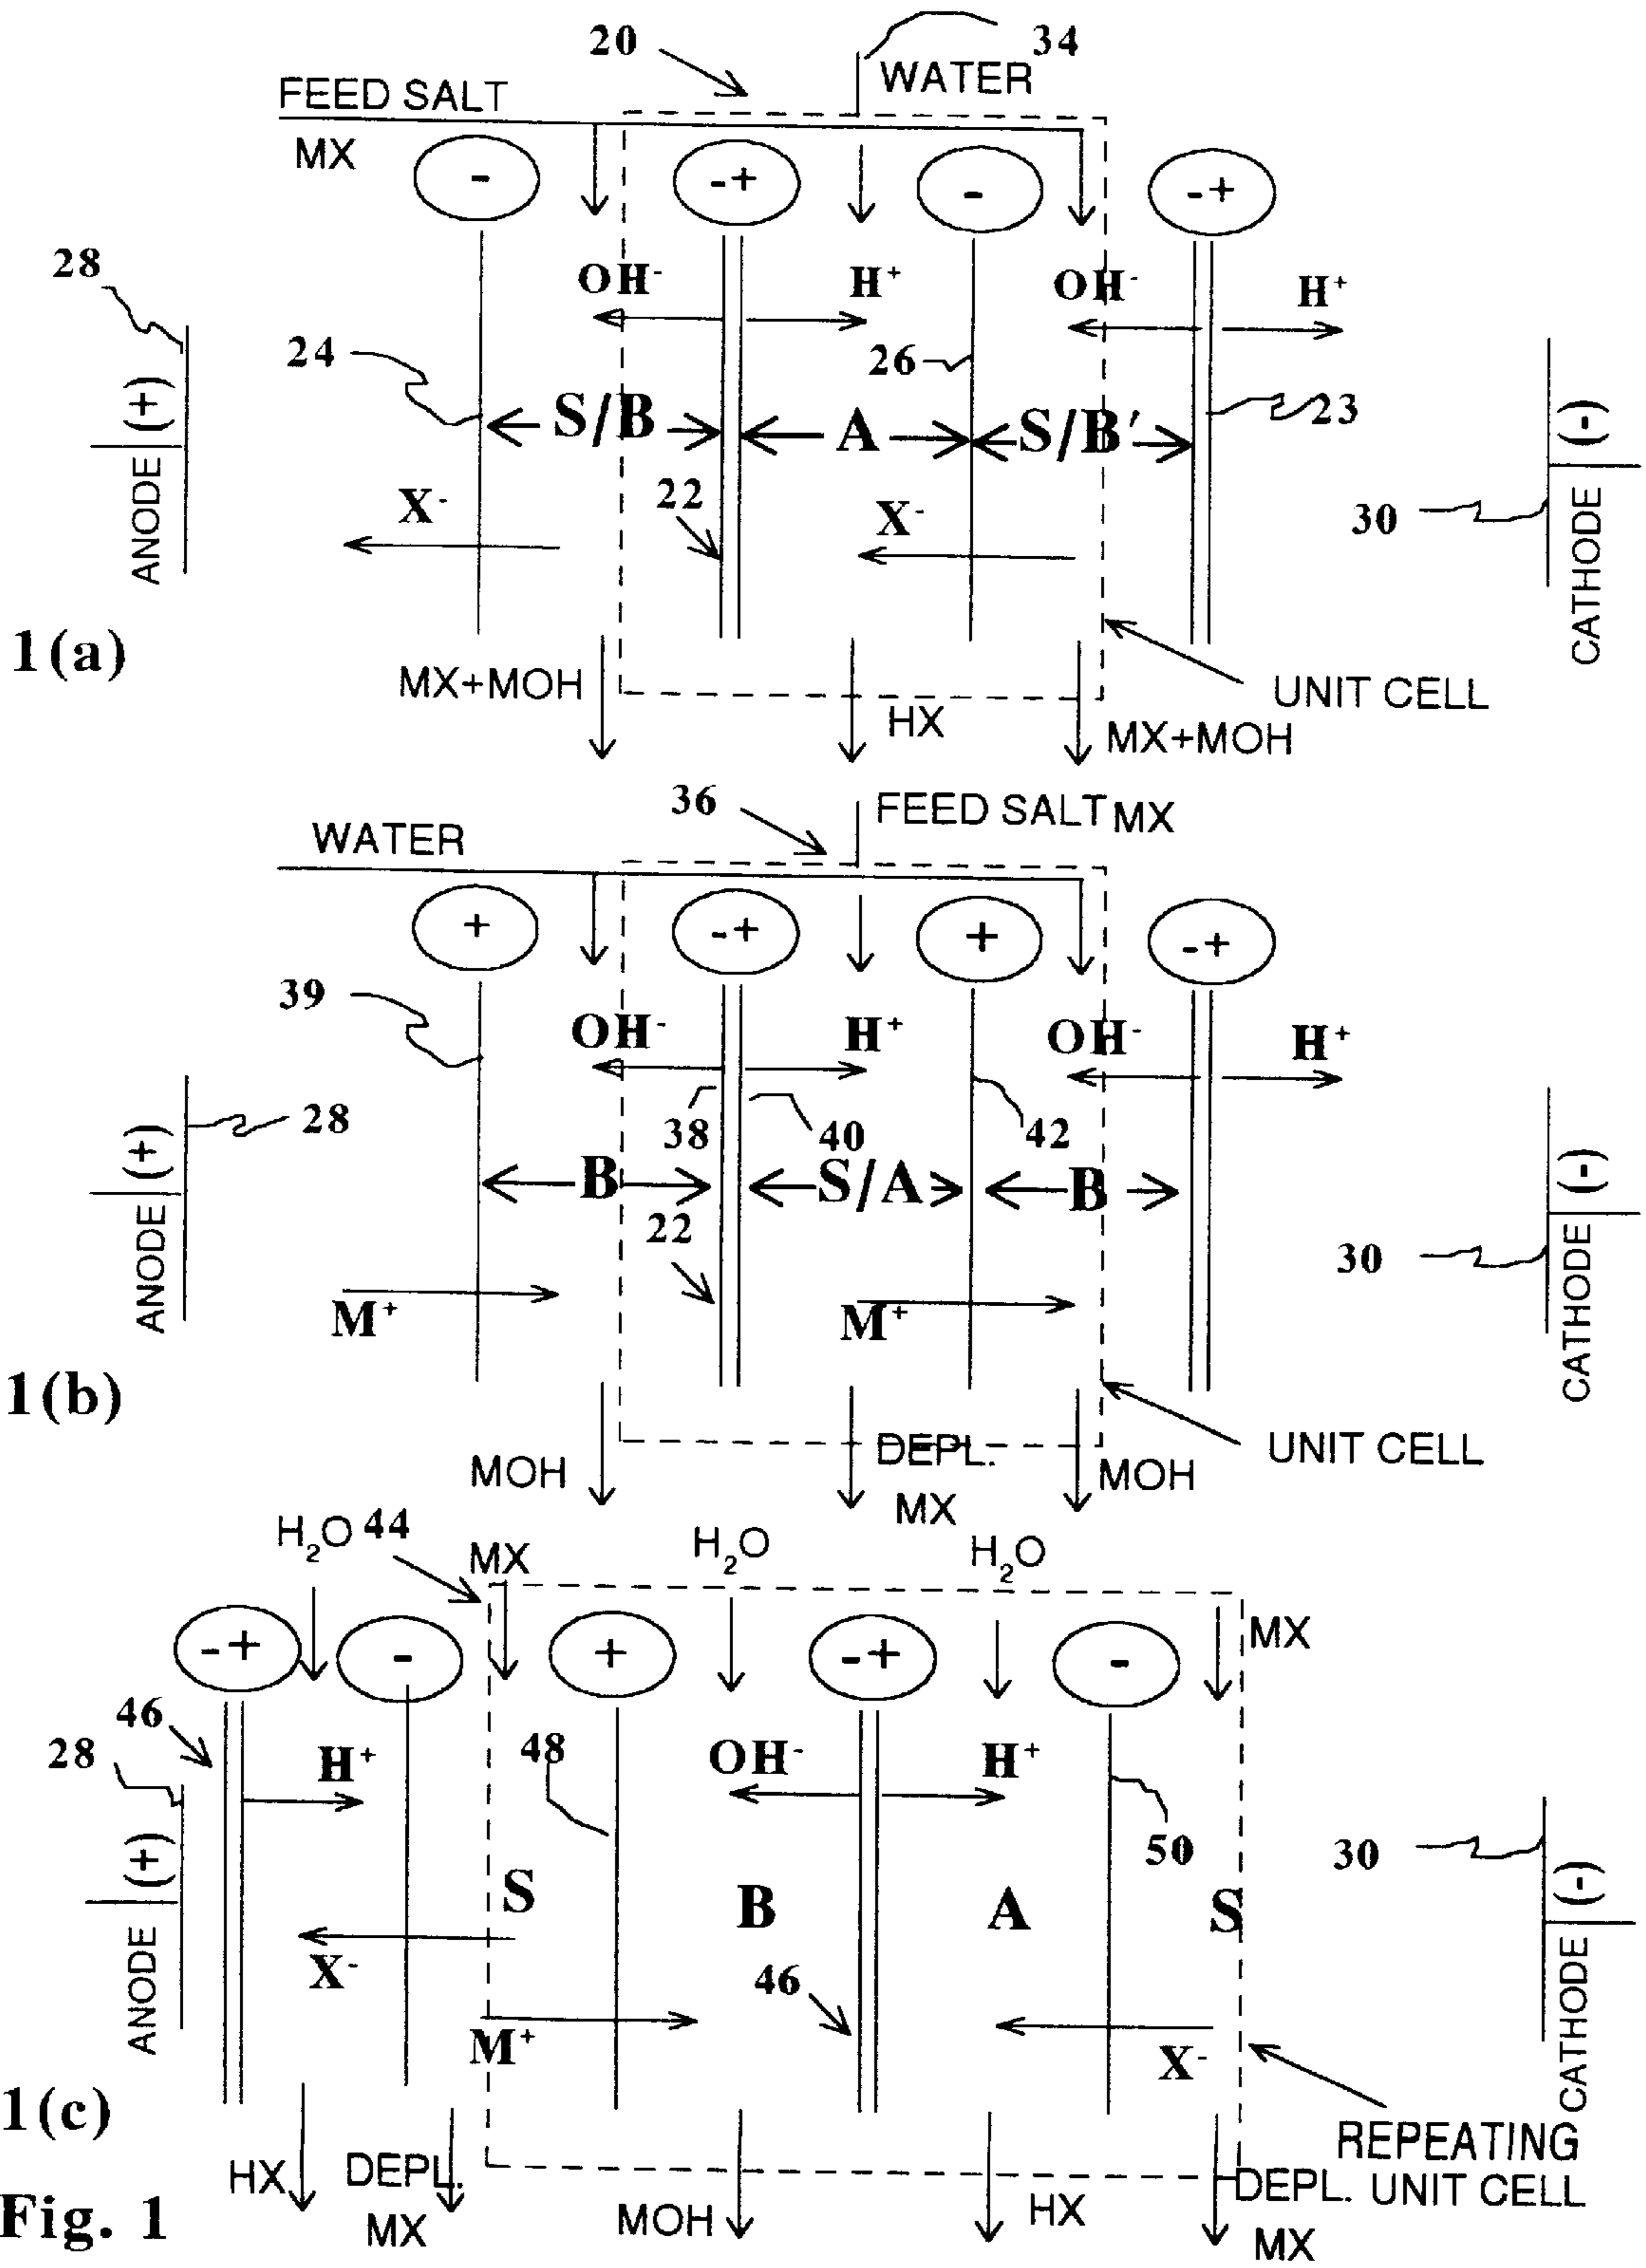 20
34
FEED SALT
WATER
MX
-
-+
-
-+
28
OH-
H+
OH-
H+
24
26
S/B
A
S/B'
23
ANODE (+)
X-
22
X-
30
CATHODE (-)
1(a)
MX+MOH
HX
MX+MOH
UNIT CELL
36
FEED SALT MX
WATER
+
-+
+
-+
39
OH-
H+
OH-
H+
28
38
40
42
ANODE (+)
B
S/A
B
22
30
CATHODE (-)
M+
M+
1(b)
MOH
DEPL.
MX
MOH
UNIT CELL
H2O
44
MX
H2O
H2O
-+
-
+
-+
-
MX
46
28
H+
48
OH-
H+
50
30
ANODE (+)
S
B
A
S
CATHODE (-)
X-
46
M+
X-
1(c)
HX
DEPL.
MX
MOH
HX
DEPL.
MX
REPEATING
UNIT CELL
Fig. 1